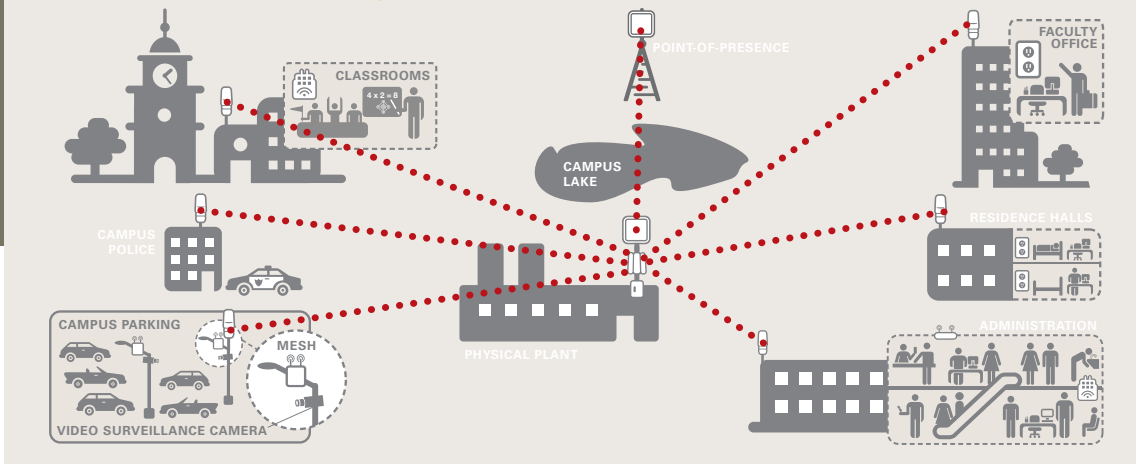 POINT-OF-PRESENCE
FACULTY
OFFICE
CLASSROOMS
4 x 2 = 8
CAMPUS
LAKE
RESIDENCE HALLS
CAMPUS
POLICE
CAMPUS PARKING
MESH
PHYSICAL PLANT
ADMINISTRATION
VIDEO SURVEILLANCE CAMERA